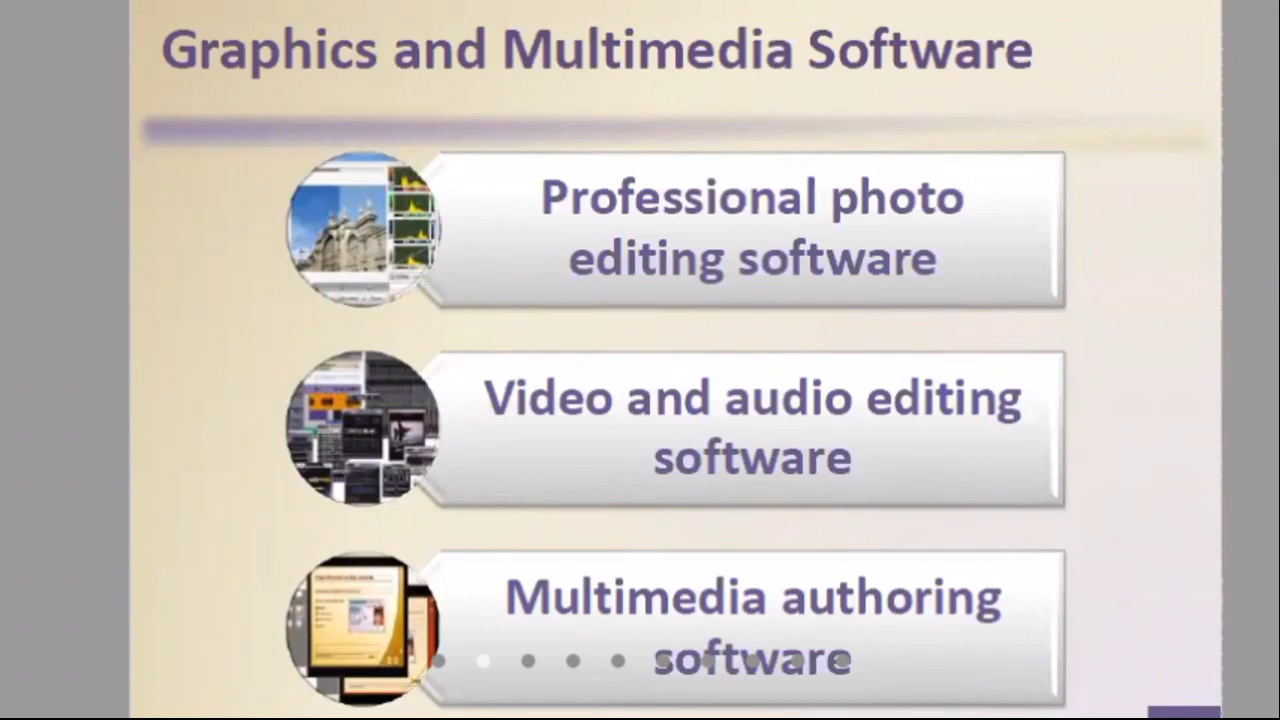 Graphics and Multimedia Software
Professional photo
editing software
Video and audio editing
software
Multimedia authoring
software